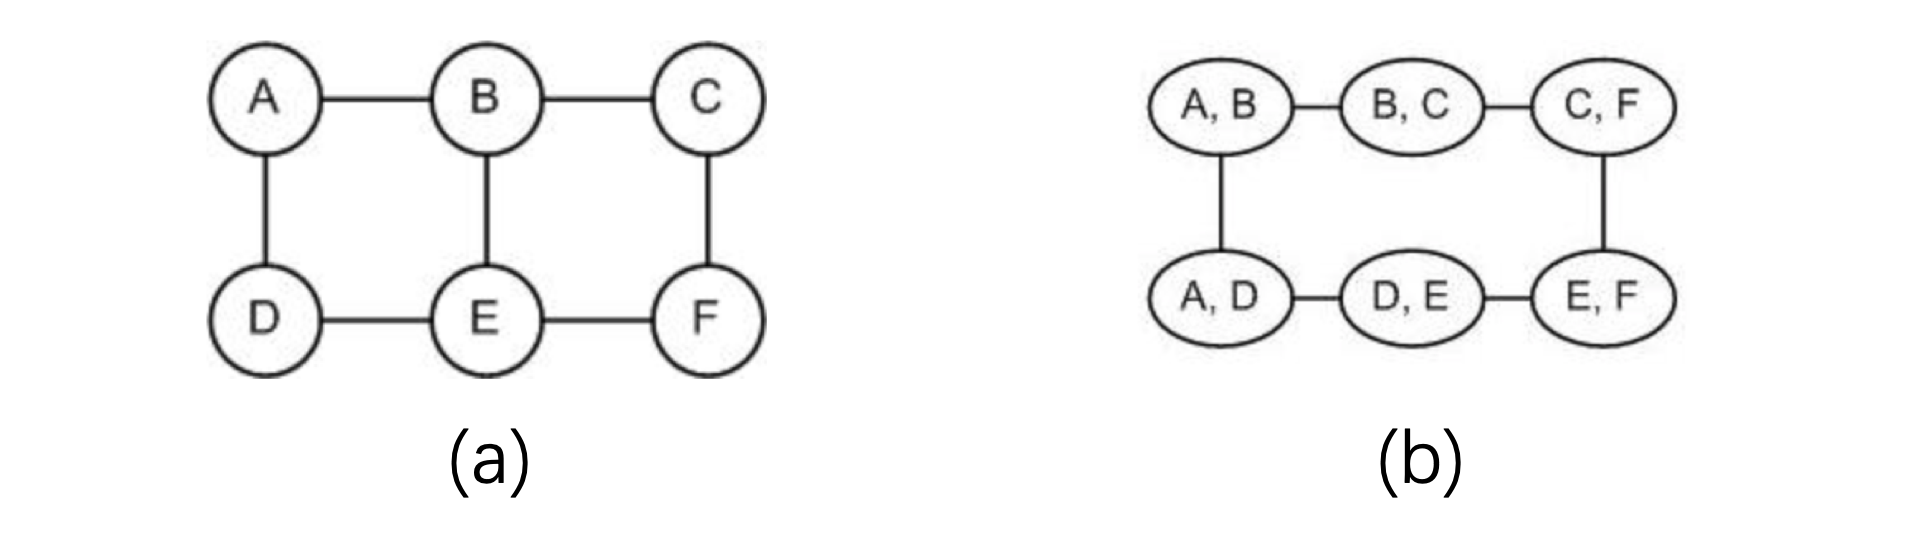 A B C
D E F
(a)
A, B B, C C, F
A, D D, E E, F
(b)